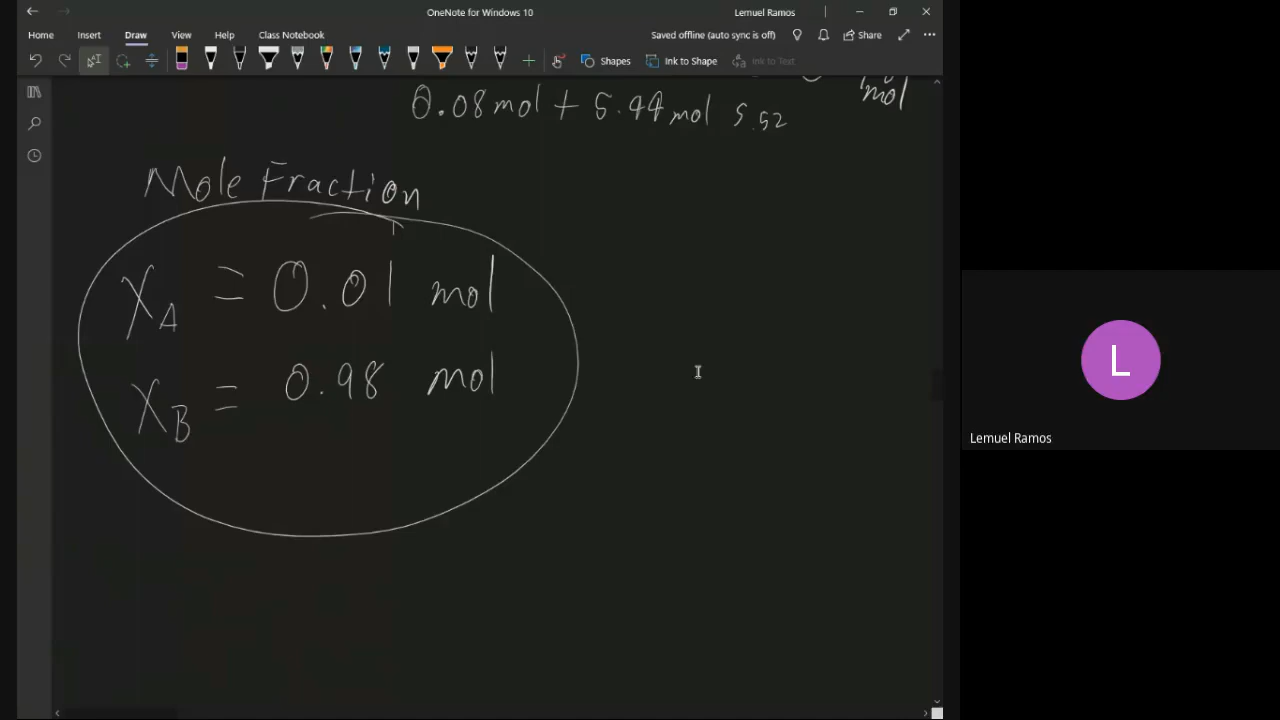 OneNote for Windows 10
Lemuel Ramos
Home Insert Draw View Help Class Notebook
Saved offline (auto sync is off) Share
Shapes Ink to Shape Ink to Text
mol
0.08 mol + 5.44 mol 5.52
Mole Fraction
XA = 0.01 mol
XB = 0.98 mol
L
Lemuel Ramos